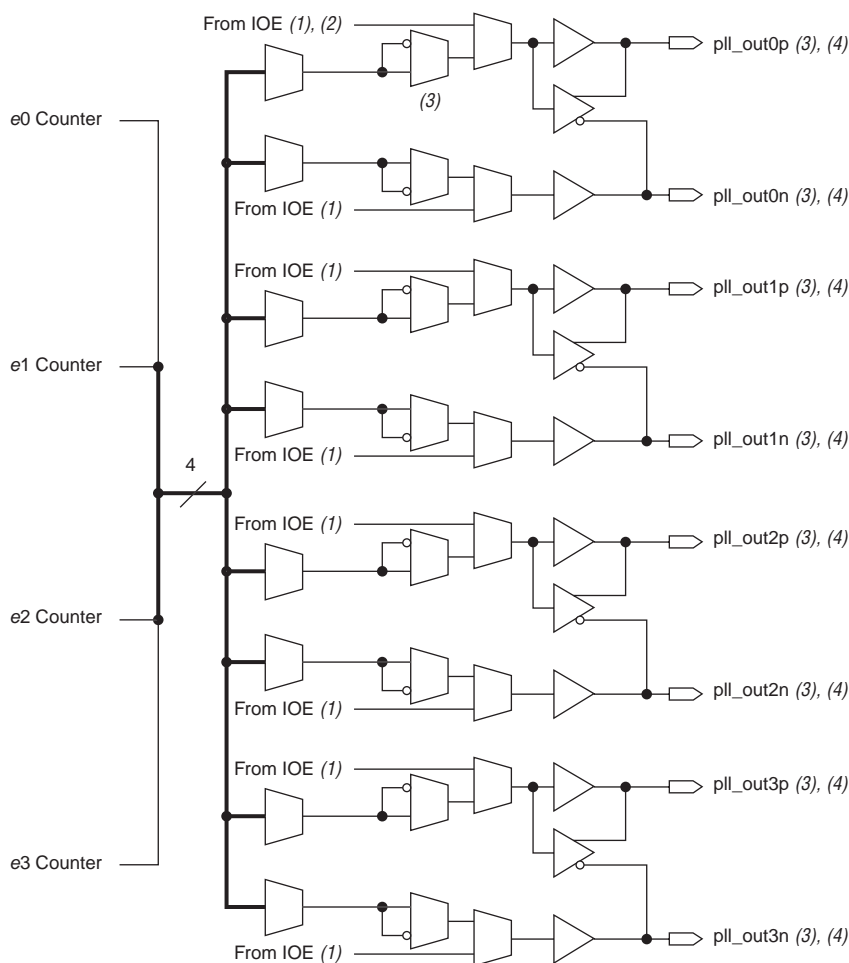 From IOE (1), (2)
pll_out0p (3), (4)
(3)
e0 Counter
From IOE (1)
pll_out0n (3), (4)
From IOE (1)
pll_out1p (3), (4)
e1 Counter
From IOE (1)
pll_out1n (3), (4)
4
From IOE (1)
pll_out2p (3), (4)
e2 Counter
From IOE (1)
pll_out2n (3), (4)
From IOE (1)
pll_out3p (3), (4)
e3 Counter
From IOE (1)
pll_out3n (3), (4)